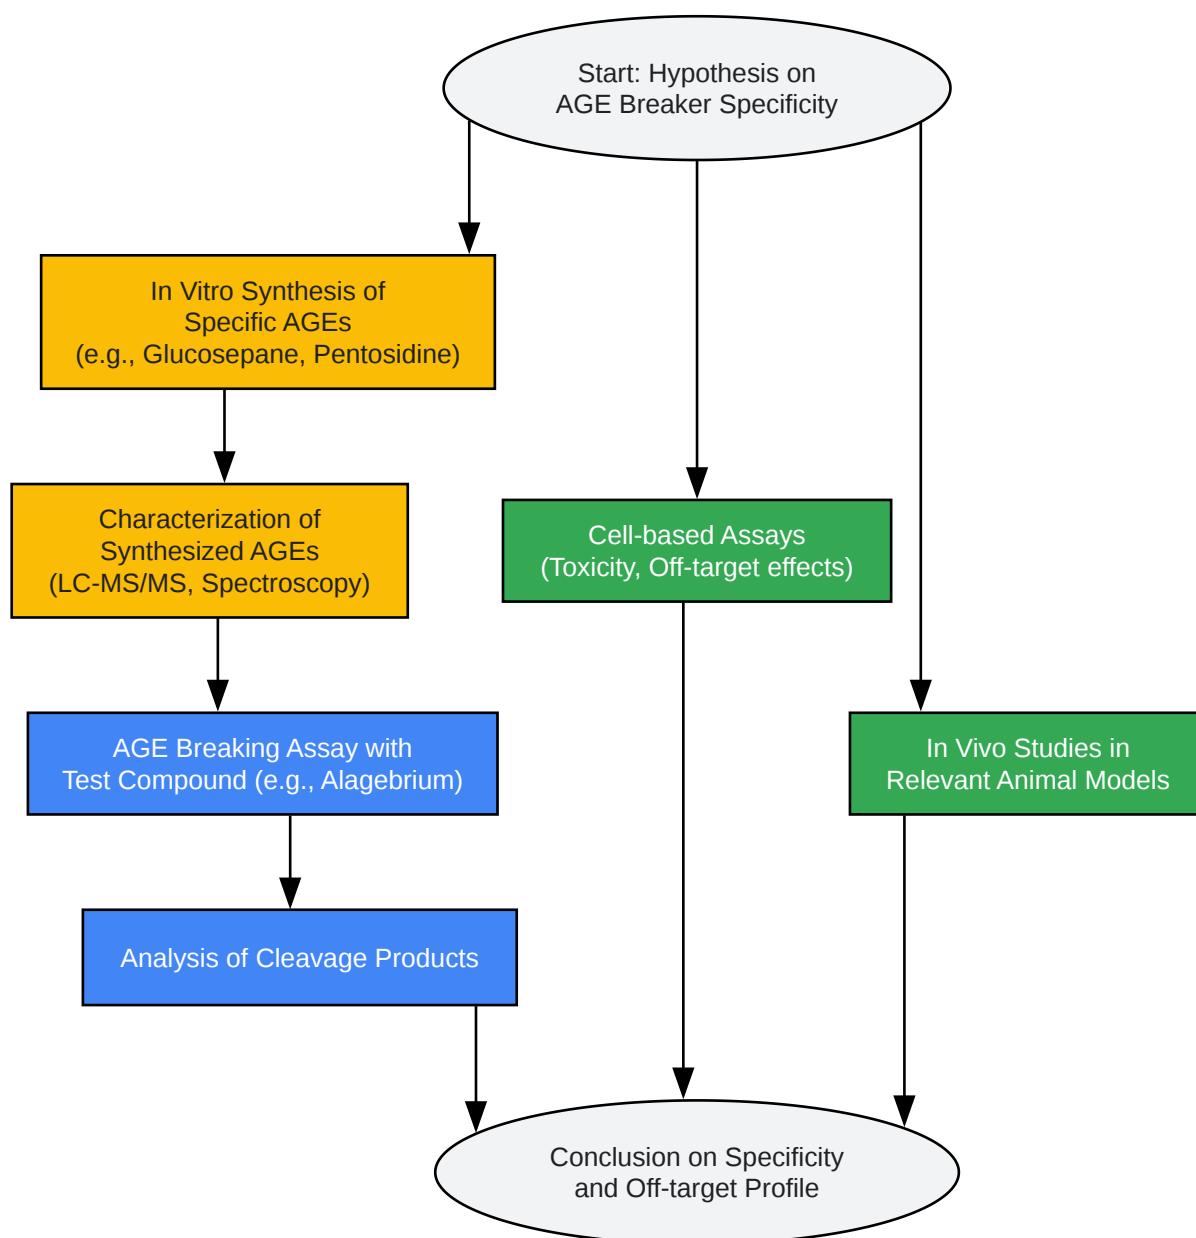 Start: Hypothesis on
AGE Breaker Specificity
In Vitro Synthesis of
Specific AGEs
(e.g., Glucosepane, Pentosidine)
Characterization of
Synthesized AGEs
(LC-MS/MS, Spectroscopy)
Cell-based Assays
(Toxicity, Off-target effects)
AGE Breaking Assay with
Test Compound (e.g., Alagebrium)
In Vivo Studies in
Relevant Animal Models
Analysis of Cleavage Products
Conclusion on Specificity
and Off-target Profile